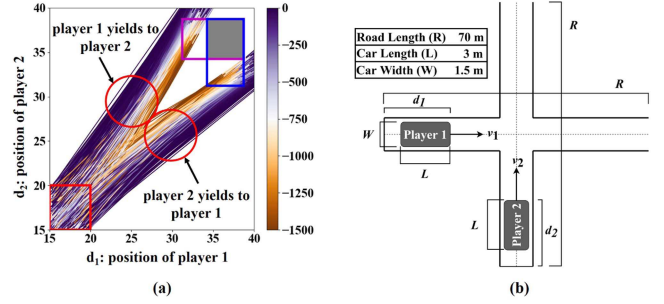 (a)
player 1 yields to
player 2
player 2 yields to
player 1
d₂: position of player 2
40
35
30
25
20
15
15 20 25 30 35 40
d₁: position of player 1
0
−250
−500
−750
−1000
−1250
−1500
(a)
Road Length (R) 70 m
Car Length (L) 3 m
Car Width (W) 1.5 m
R
R
d1
W
Player 1
v1
L
v2
L
Player 2
d2
(b)